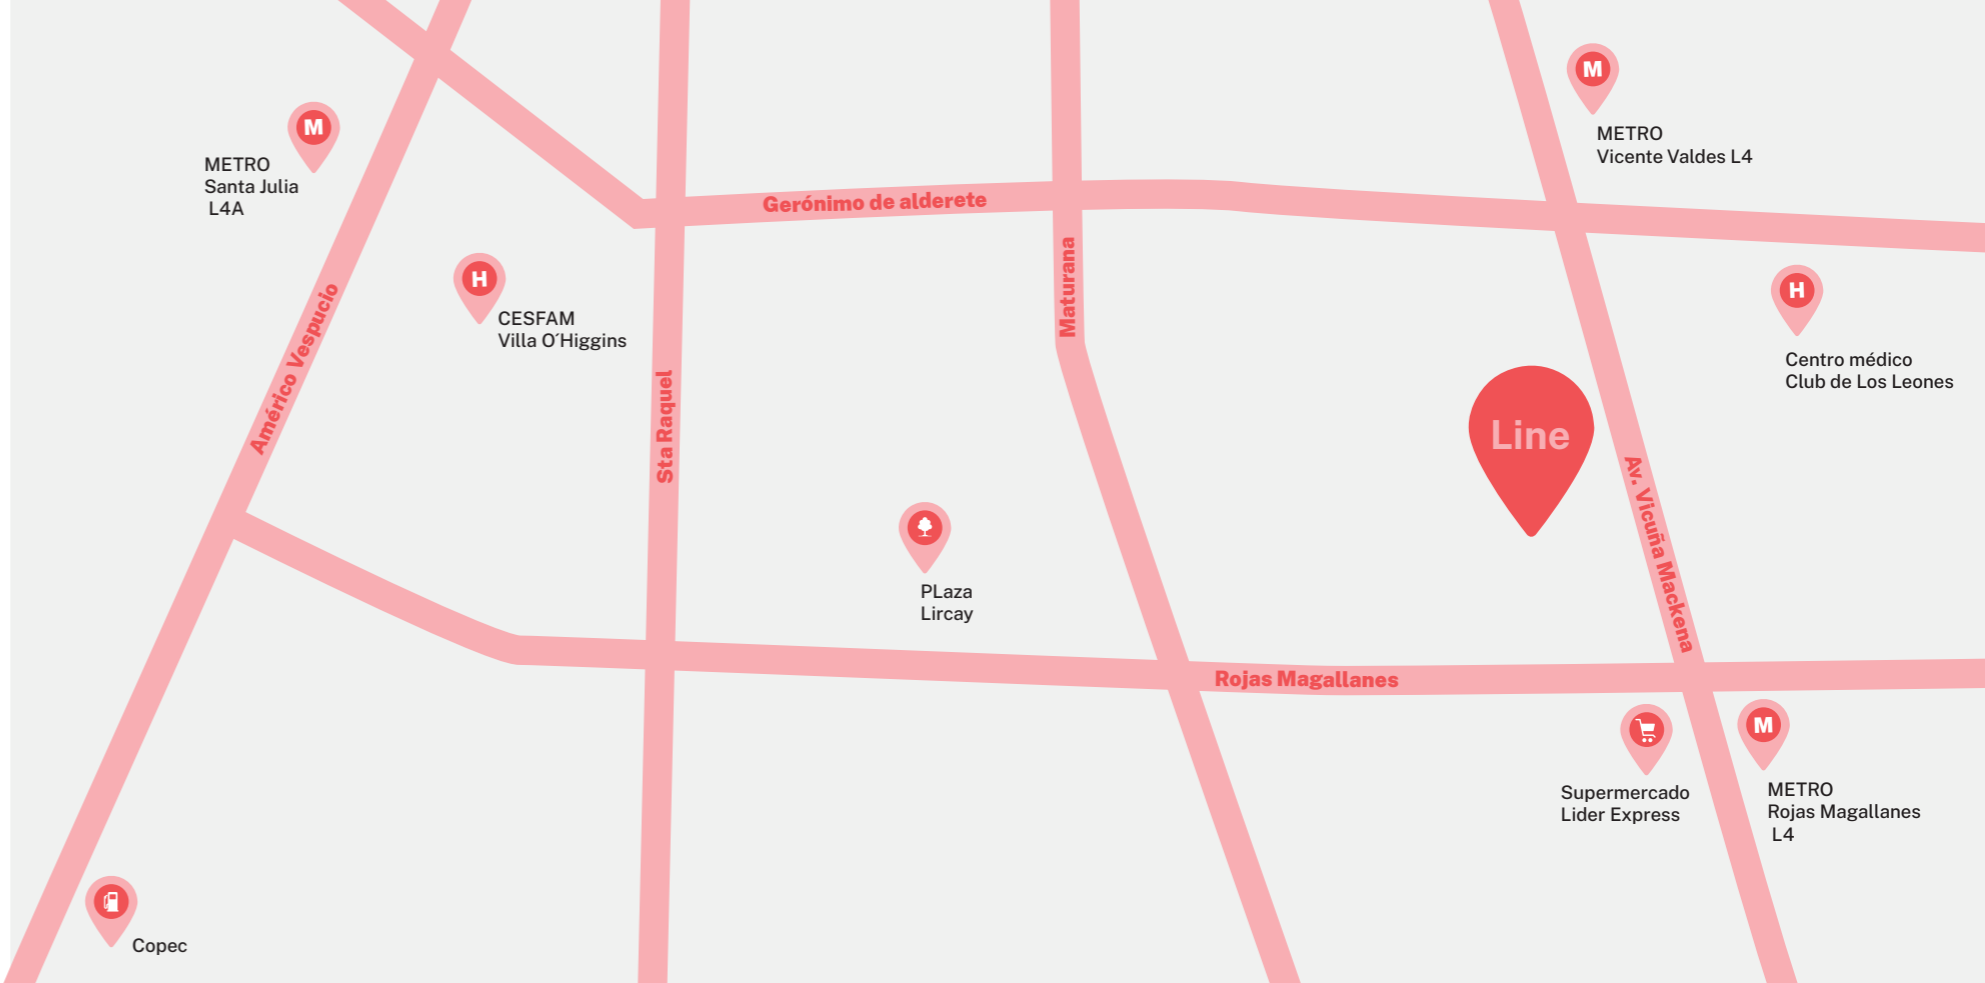 M
METRO
Vicente Valdes L4
M
METRO
Santa Julia
L4A
Gerónimo de alderete
Maturana
H
CESFAM
Villa O´Higgins
H
Centro médico
Club de Los Leones
Américo Vespucio
Sta Raquel
Line
Av. Vicuña Mackena
PLaza
Lircay
Rojas Magallanes
Supermercado
Lider Express
M
METRO
Rojas Magallanes
L4
Copec